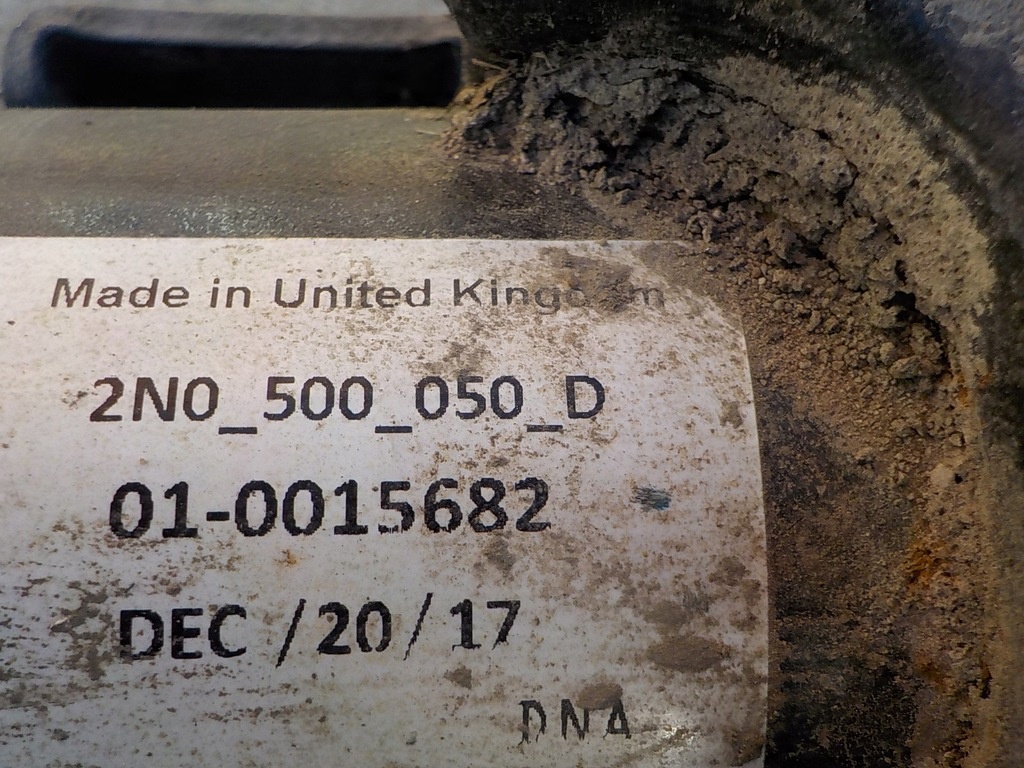 Made in United Kingdom
2N0_500_050_D
01-0015682
DEC /20/17
DNA